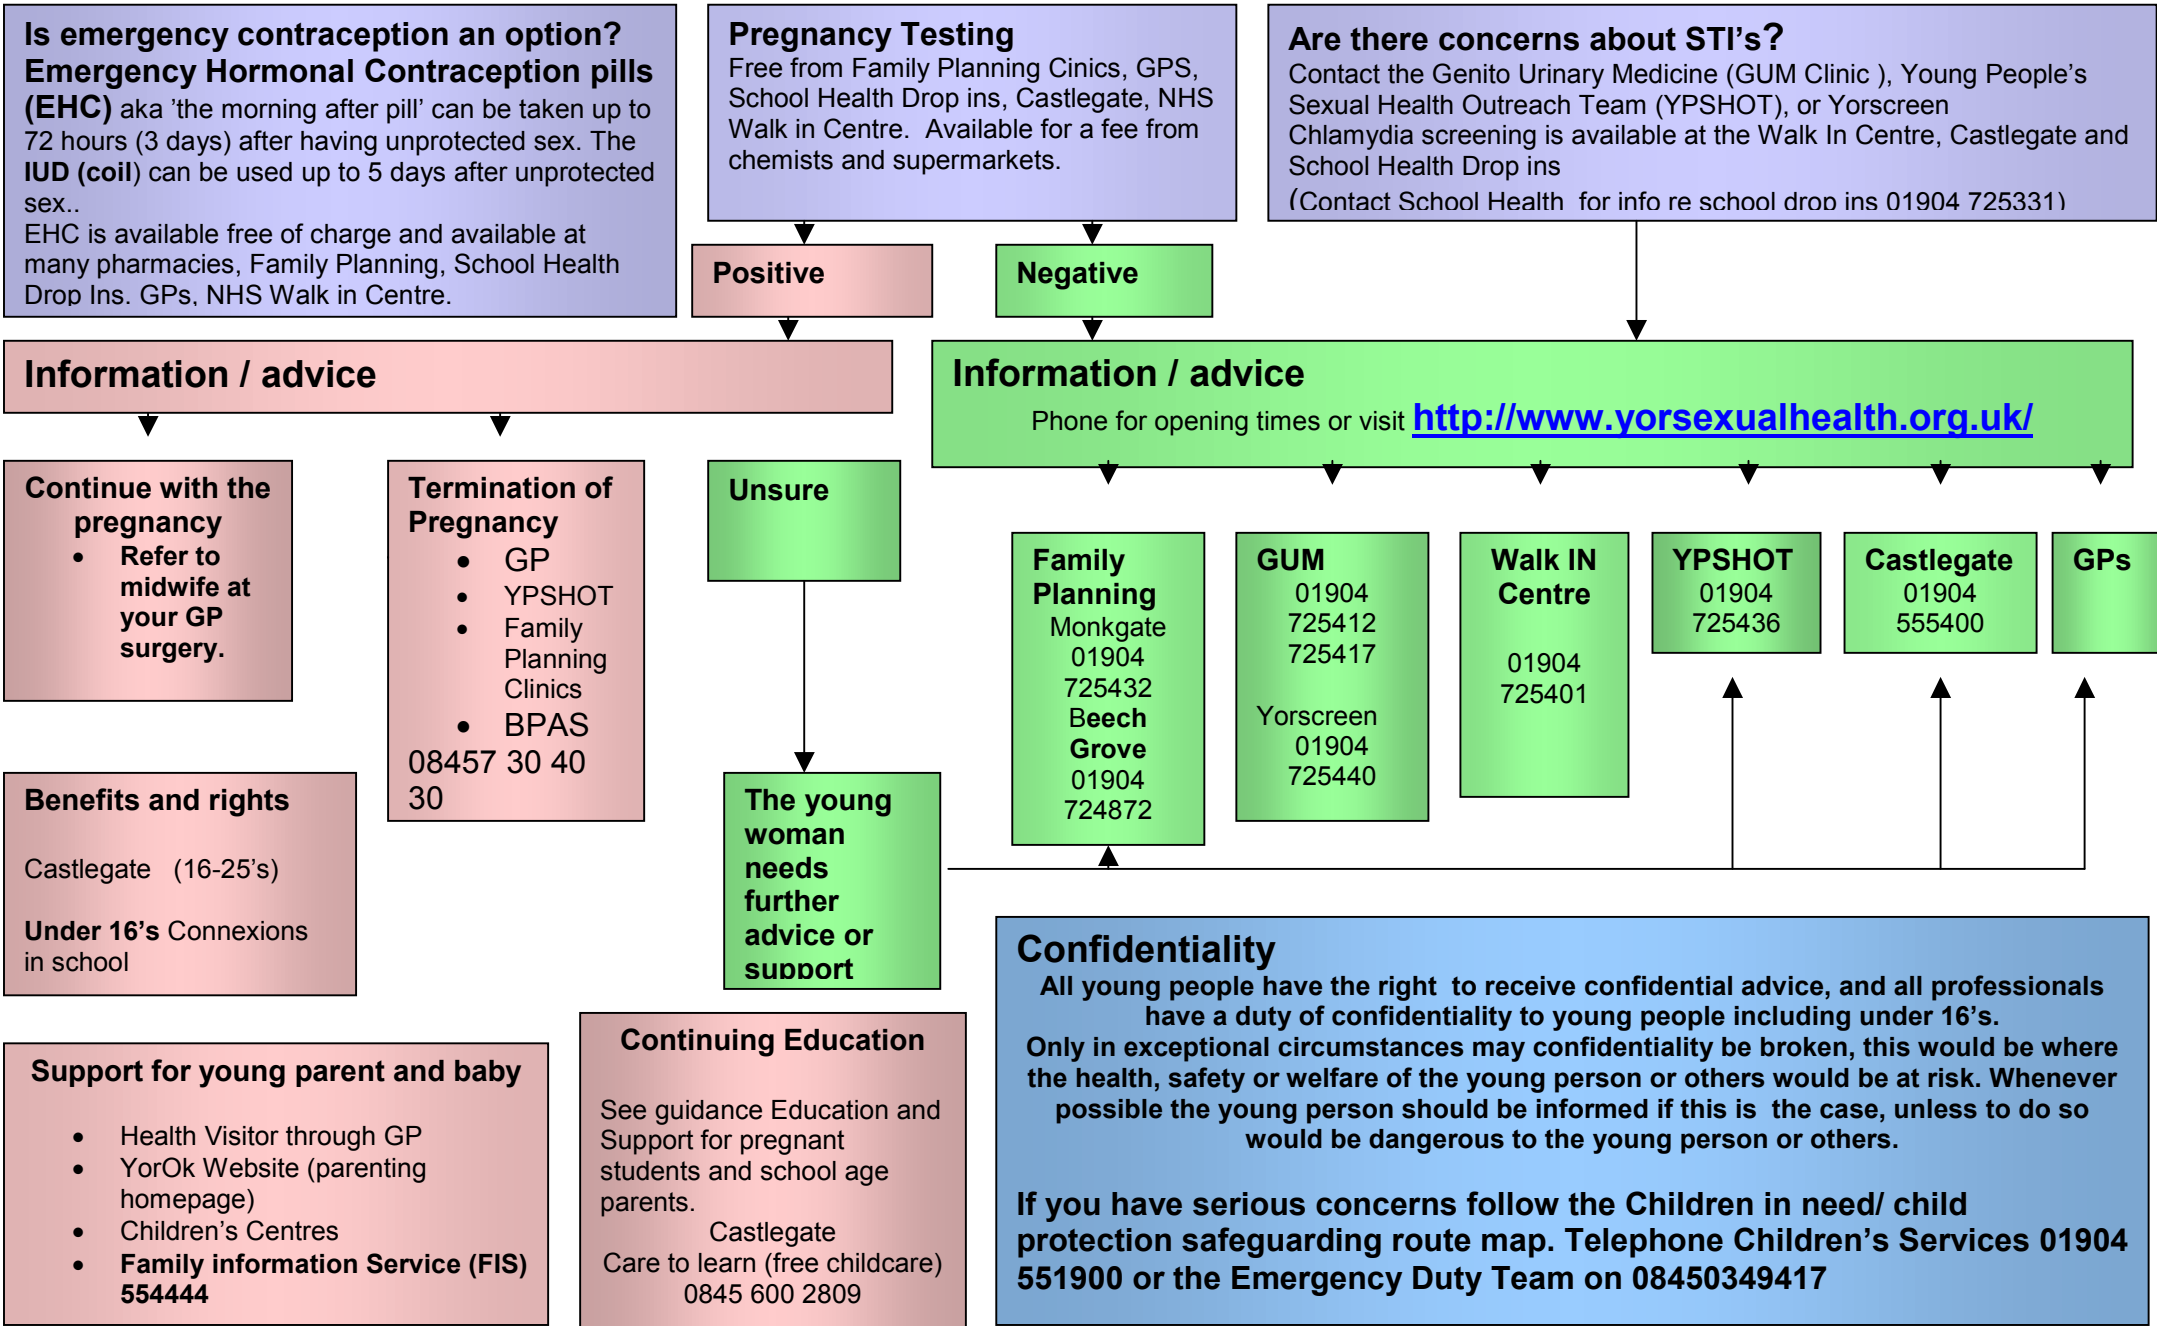 Is emergency contraception an option?
Emergency Hormonal Contraception pills
(EHC) aka 'the morning after pill' can be taken up to
72 hours (3 days) after having unprotected sex. The
IUD (coil) can be used up to 5 days after unprotected
sex..
EHC is available free of charge and available at
many pharmacies, Family Planning, School Health
Drop Ins. GPs, NHS Walk in Centre.
Pregnancy Testing
Free from Family Planning Cinics, GPS,
School Health Drop ins, Castlegate, NHS
Walk in Centre. Available for a fee from
chemists and supermarkets.
Are there concerns about STI's?
Contact the Genito Urinary Medicine (GUM Clinic ), Young People's
Sexual Health Outreach Team (YPSHOT), or Yorscreen
Chlamydia screening is available at the Walk In Centre, Castlegate and
School Health Drop ins
(Contact School Health for info re school drop ins 01904 725331)
Positive
Negative
Information / advice
Information / advice
Phone for opening times or visit http://www.yorsexualhealth.org.uk/
Continue with the
pregnancy
• Refer to
midwife at
your GP
surgery.
Termination of
Pregnancy
• GP
• YPSHOT
• Family
Planning
Clinics
• BPAS
08457 30 40
30
Unsure
Family
Planning
Monkgate
01904
725432
Beech
Grove
01904
724872
GUM
01904
725412
725417
Yorscreen
01904
725440
Walk IN
Centre
01904
725401
YPSHOT
01904
725436
Castlegate
01904
555400
GPs
Benefits and rights
Castlegate (16-25's)
Under 16's Connexions
in school
The young
woman
needs
further
advice or
support
Support for young parent and baby
• Health Visitor through GP
• YorOk Website (parenting
homepage)
• Children's Centres
• Family information Service (FIS)
554444
Continuing Education
See guidance Education and
Support for pregnant
students and school age
parents.
Castlegate
Care to learn (free childcare)
0845 600 2809
Confidentiality
All young people have the right to receive confidential advice, and all professionals
have a duty of confidentiality to young people including under 16's.
Only in exceptional circumstances may confidentiality be broken, this would be where
the health, safety or welfare of the young person or others would be at risk. Whenever
possible the young person should be informed if this is the case, unless to do so
would be dangerous to the young person or others.
If you have serious concerns follow the Children in need/ child
protection safeguarding route map. Telephone Children's Services 01904
551900 or the Emergency Duty Team on 08450349417